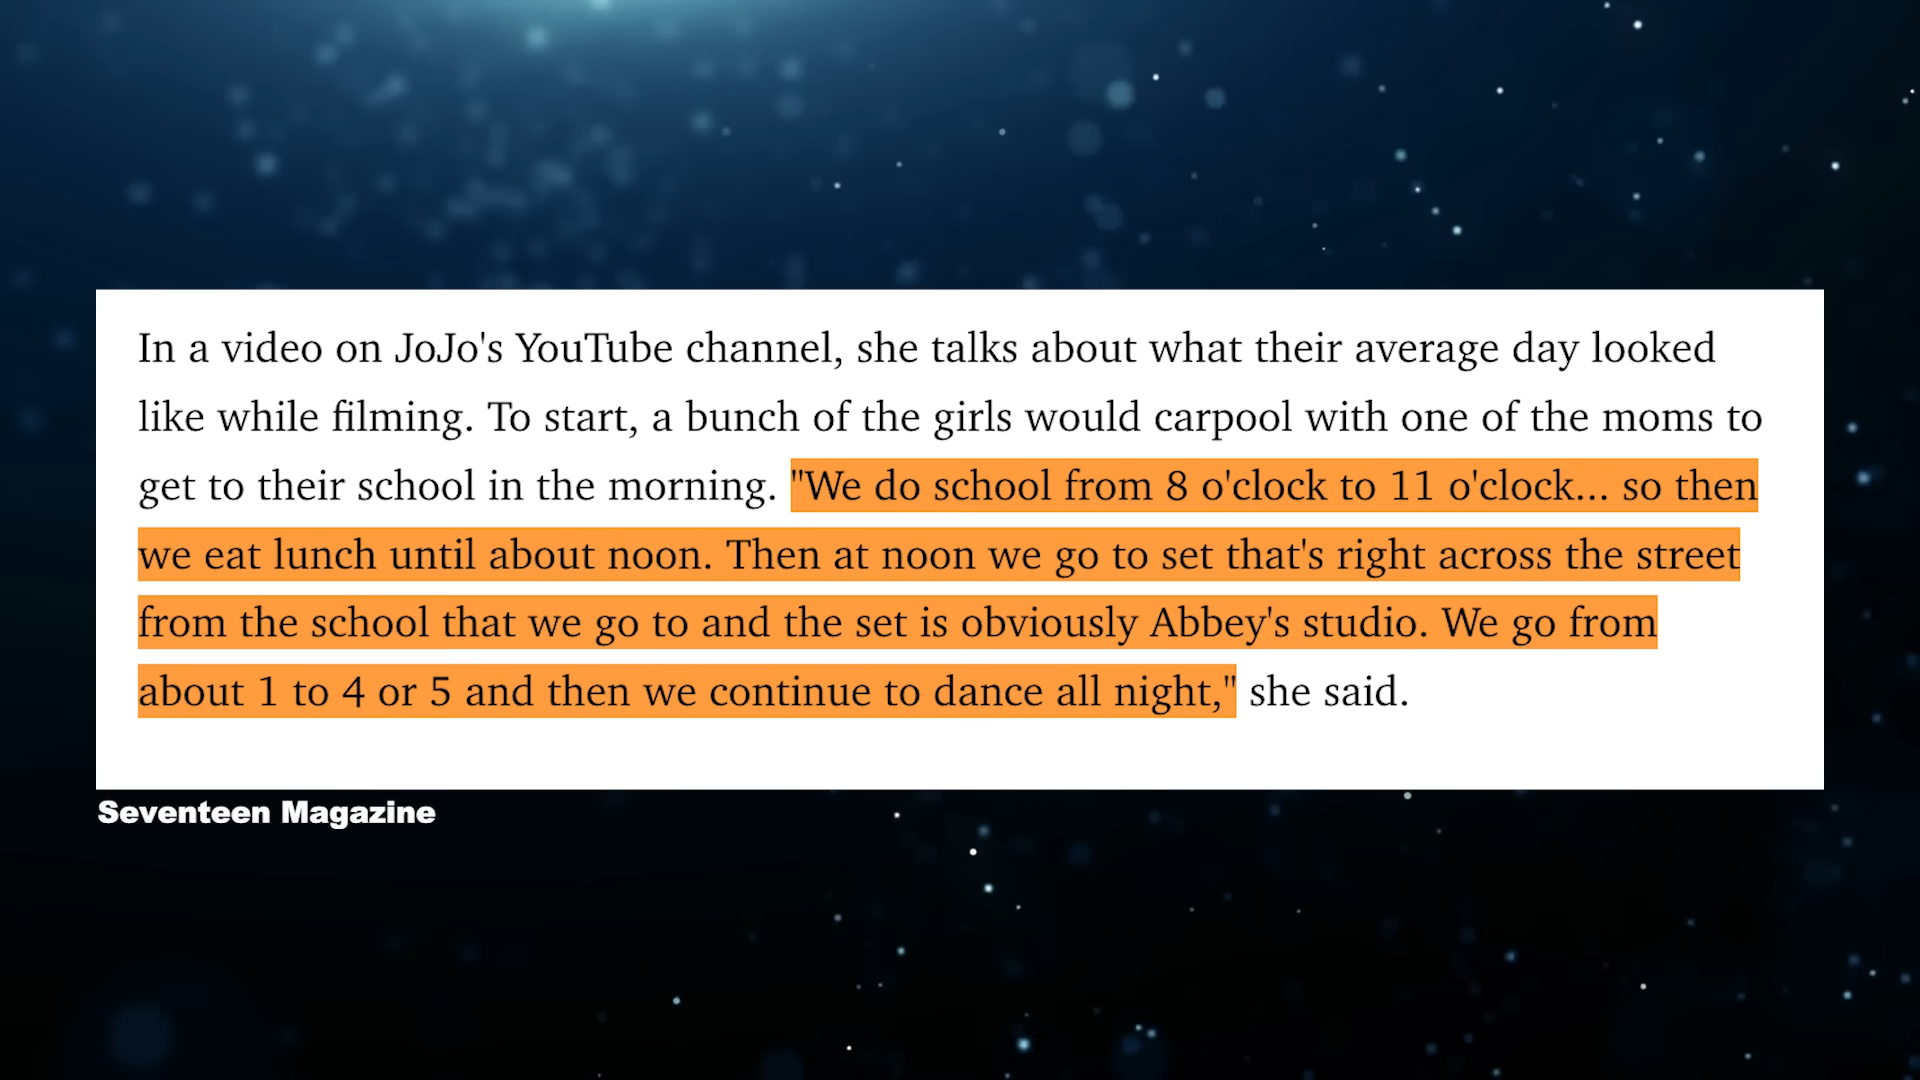 In a video on JoJo's YouTube channel, she talks about what their average day looked
like while filming. To start, a bunch of the girls would carpool with one of the moms to
get to their school in the morning. "We do school from 8 o'clock to 11 o'clock... so then
we eat lunch until about noon. Then at noon we go to set that's right across the street
from the school that we go to and the set is obviously Abbey's studio. We go from
about 1 to 4 or 5 and then we continue to dance all night," she said.
Seventeen Magazine